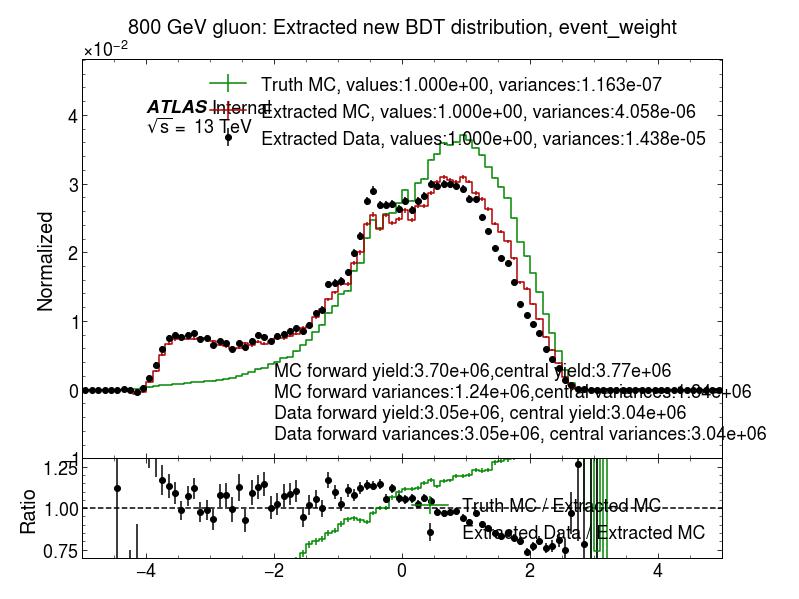 800 GeV gluon: Extracted new BDT distribution, event_weight
×10⁻²
Truth MC, values:1.000e+00, variances:1.163e-07
ATLAS Internal
Extracted MC, values:1.000e+00, variances:4.058e-06
√s = 13 TeV
Extracted Data, values:1.000e+00, variances:1.438e-05
4
3
2
1
0
Normalized
MC forward yield:3.70e+06,central yield:3.77e+06
MC forward variances:1.24e+06,central variances:1.34e+06
Data forward yield:3.05e+06, central yield:3.04e+06
Data forward variances:3.05e+06, central variances:3.04e+06
1.25
1.00
0.75
Ratio
Truth MC / Extracted MC
Extracted Data / Extracted MC
−4 −2 0 2 4